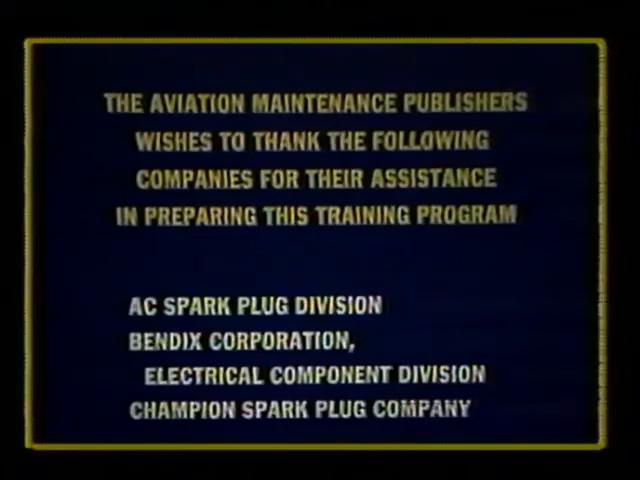 THE AVIATION MAINTENANCE PUBLISHERS
WISHES TO THANK THE FOLLOWING
COMPANIES FOR THEIR ASSISTANCE
IN PREPARING THIS TRAINING PROGRAM
AC SPARK PLUG DIVISION
BENDIX CORPORATION,
ELECTRICAL COMPONENT DIVISION
CHAMPION SPARK PLUG COMPANY